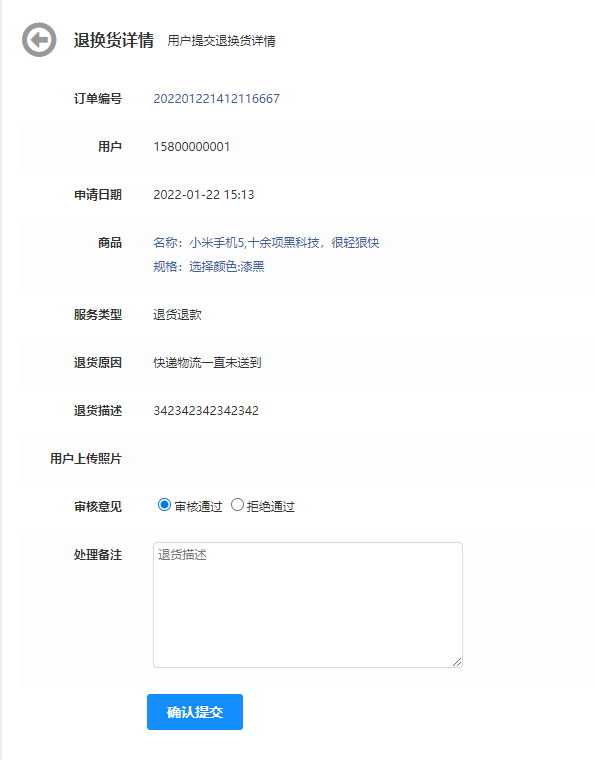 退换货详情 用户提交退换货详情
订单编号 202201221412116667
用户 15800000001
申请日期 2022-01-22 15:13
商品 名称：小米手机5,十余项黑科技，很轻狠快
规格：选择颜色:漆黑
服务类型 退货退款
退货原因 快递物流一直未送到
退货描述 342342342342342
用户上传照片
审核意见 审核通过 拒绝通过
处理备注 退货描述
确认提交